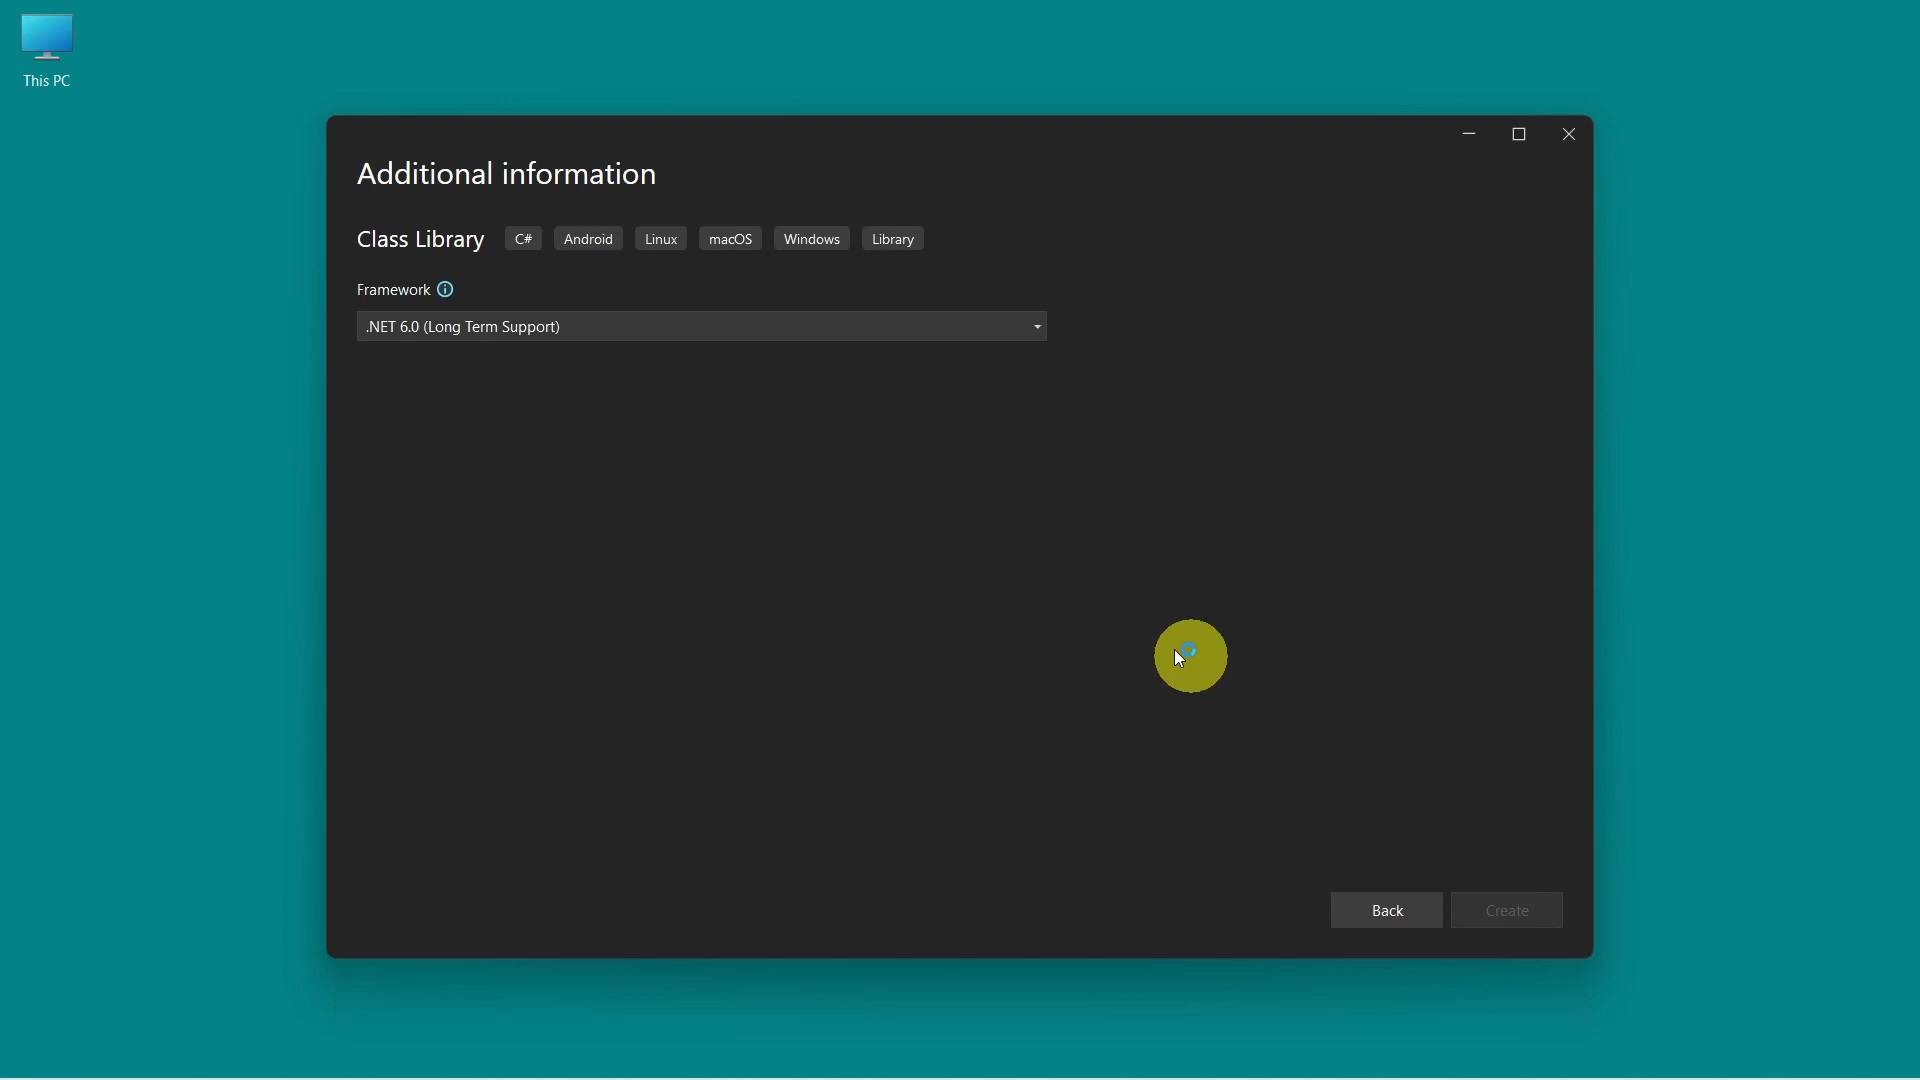 This PC
Additional information
Class Library C# Android Linux macOS Windows Library
Framework
.NET 6.0 (Long Term Support)
Back Create